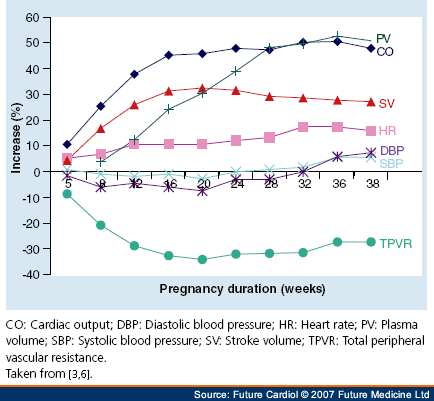 60
50
40
30
20
10
0
-10
-20
-30
-40
Increase (%)
PV
CO
SV
HR
DBP
SBP
TPVR
5 8 12 16 20 24 28 32 36 38
Pregnancy duration (weeks)
CO: Cardiac output; DBP: Diastolic blood pressure; HR: Heart rate; PV: Plasma
volume; SBP: Systolic blood pressure; SV: Stroke volume; TPVR: Total peripheral
vascular resistance.
Taken from [3,6].
Source: Future Cardiol © 2007 Future Medicine Ltd